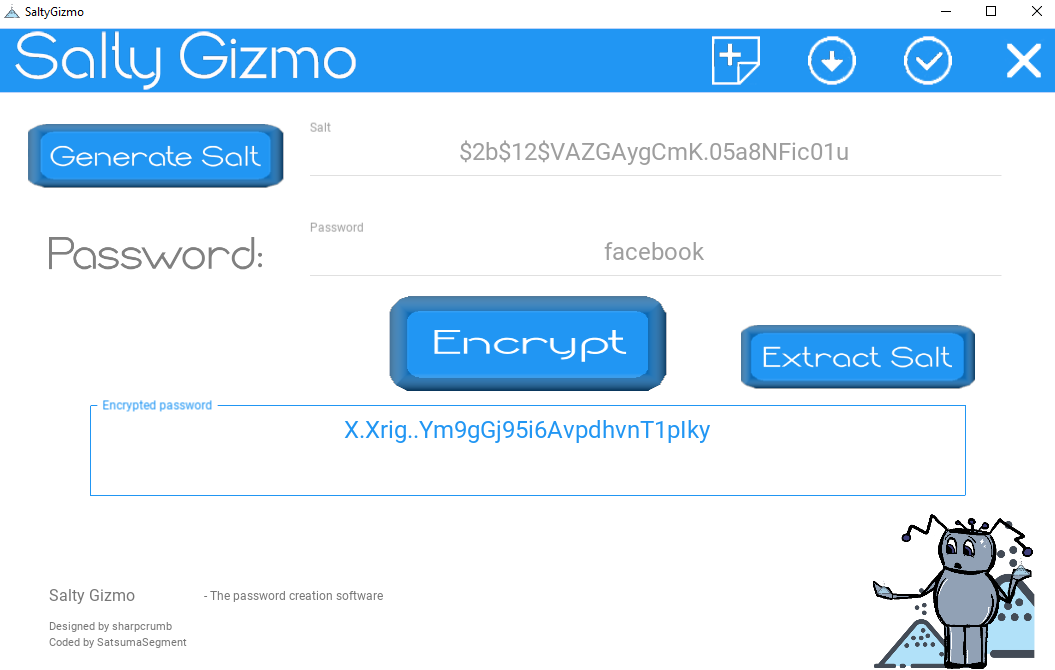 SaltyGizmo
Salty Gizmo
Generate Salt
Salt
$2b$12$VAZGAygCmK.05a8NFic01u
Password:
Password
facebook
Encrypt
Extract Salt
Encrypted password
X.Xrig..Ym9gGj95i6AvpdhvnT1pIky
Salty Gizmo - The password creation software
Designed by sharpcrumb
Coded by SatsumaSegment